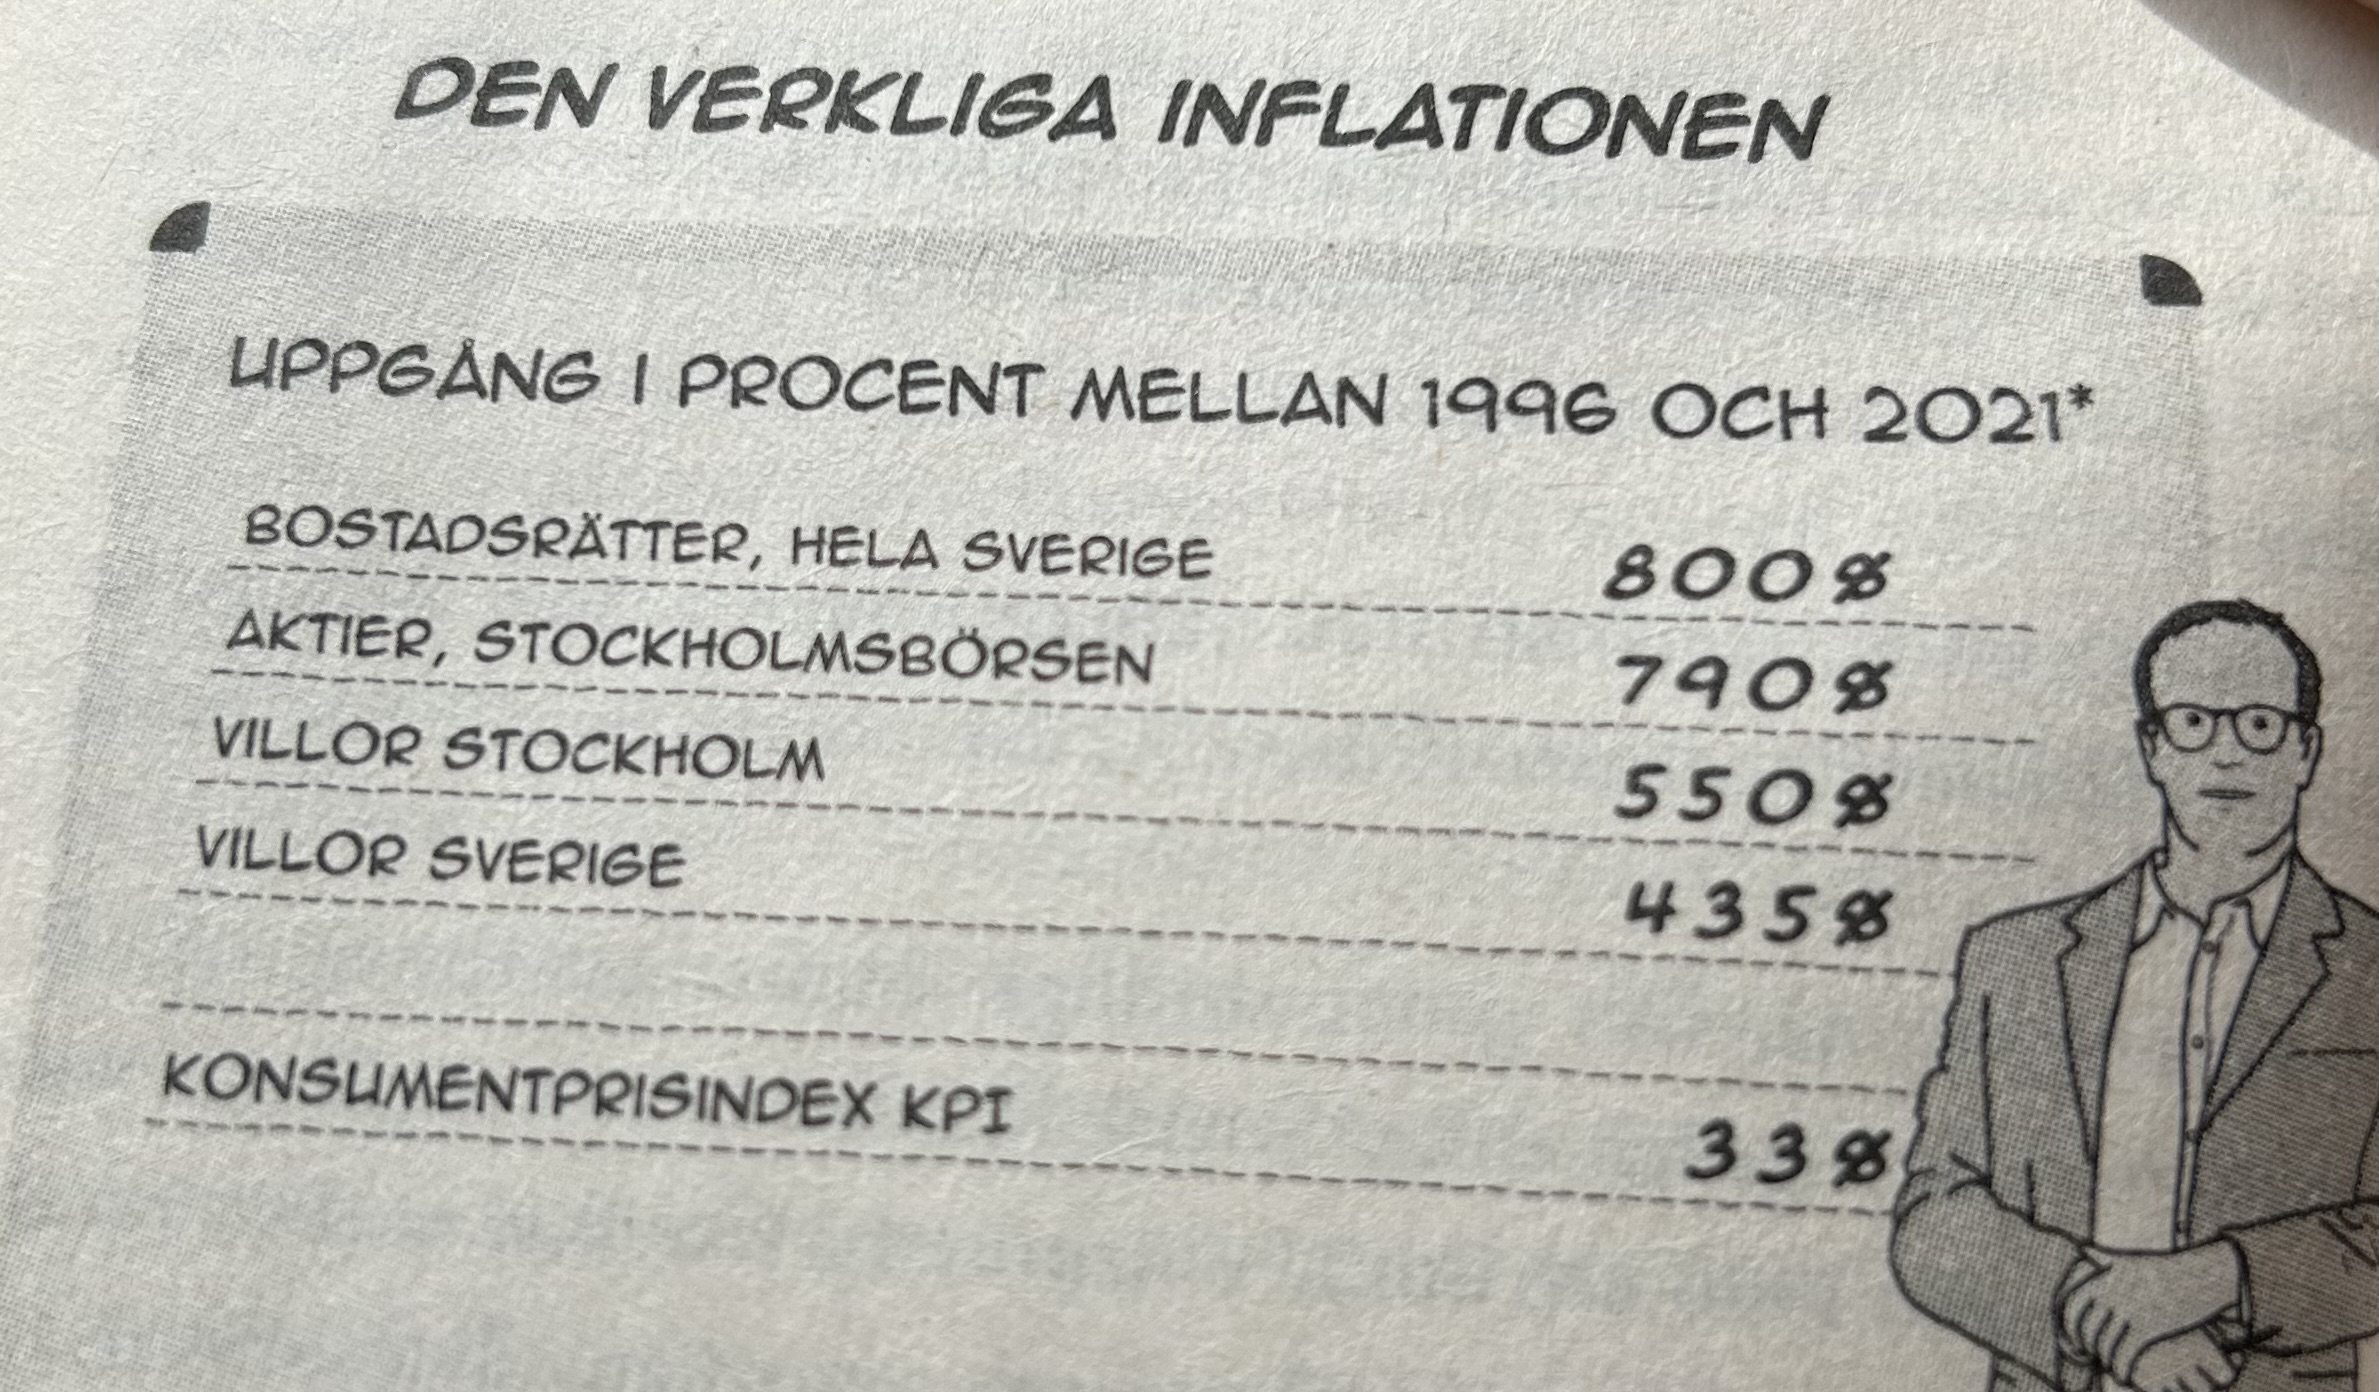 DEN VERKLIGA INFLATIONEN
UPPGÅNG I PROCENT MELLAN 1996 OCH 2021*
BOSTADSRÄTTER, HELA SVERIGE 800%
AKTIER, STOCKHOLMSBÖRSEN 790%
VILLOR STOCKHOLM 550%
VILLOR SVERIGE 435%
KONSUMENTPRISINDEX KPI 33%